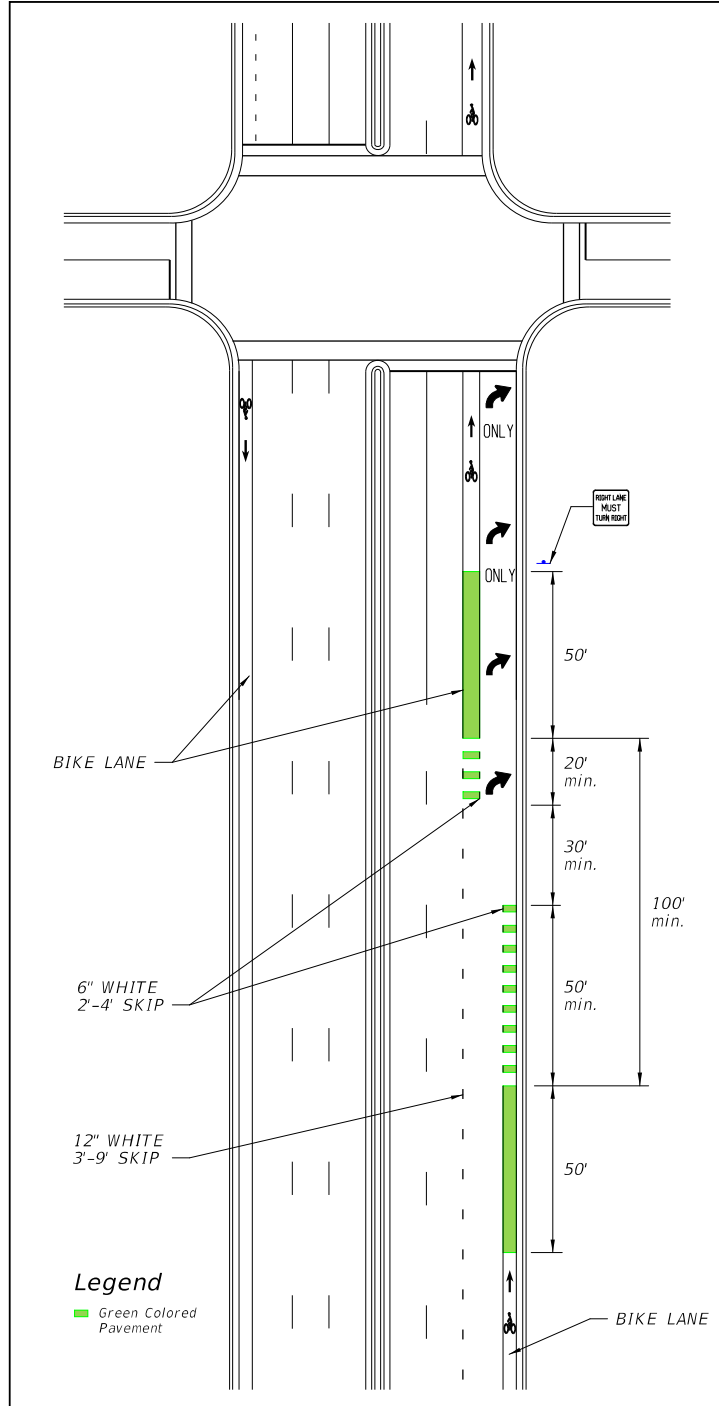 ONLY
RIGHT LANE
MUST
TURN RIGHT
ONLY
50'
BIKE LANE
20'
min.
30'
min.
100'
min.
6" WHITE
2'-4' SKIP
50'
min.
12" WHITE
3'-9' SKIP
50'
Legend
Green Colored
Pavement
BIKE LANE